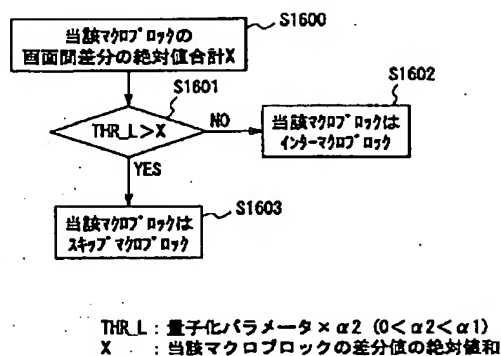 S1600
当該マクロブロックの
画面間差分の絶対値合計X
S1601
THR_L>X
NO
S1602
当該マクロブロックは
インターマクロブロック
YES
S1603
当該マクロブロックは
スキップマクロブロック
THR_L:量子化パラメータ×α2 (0<α2<α1)
X :当該マクロブロックの差分値の絶対値和